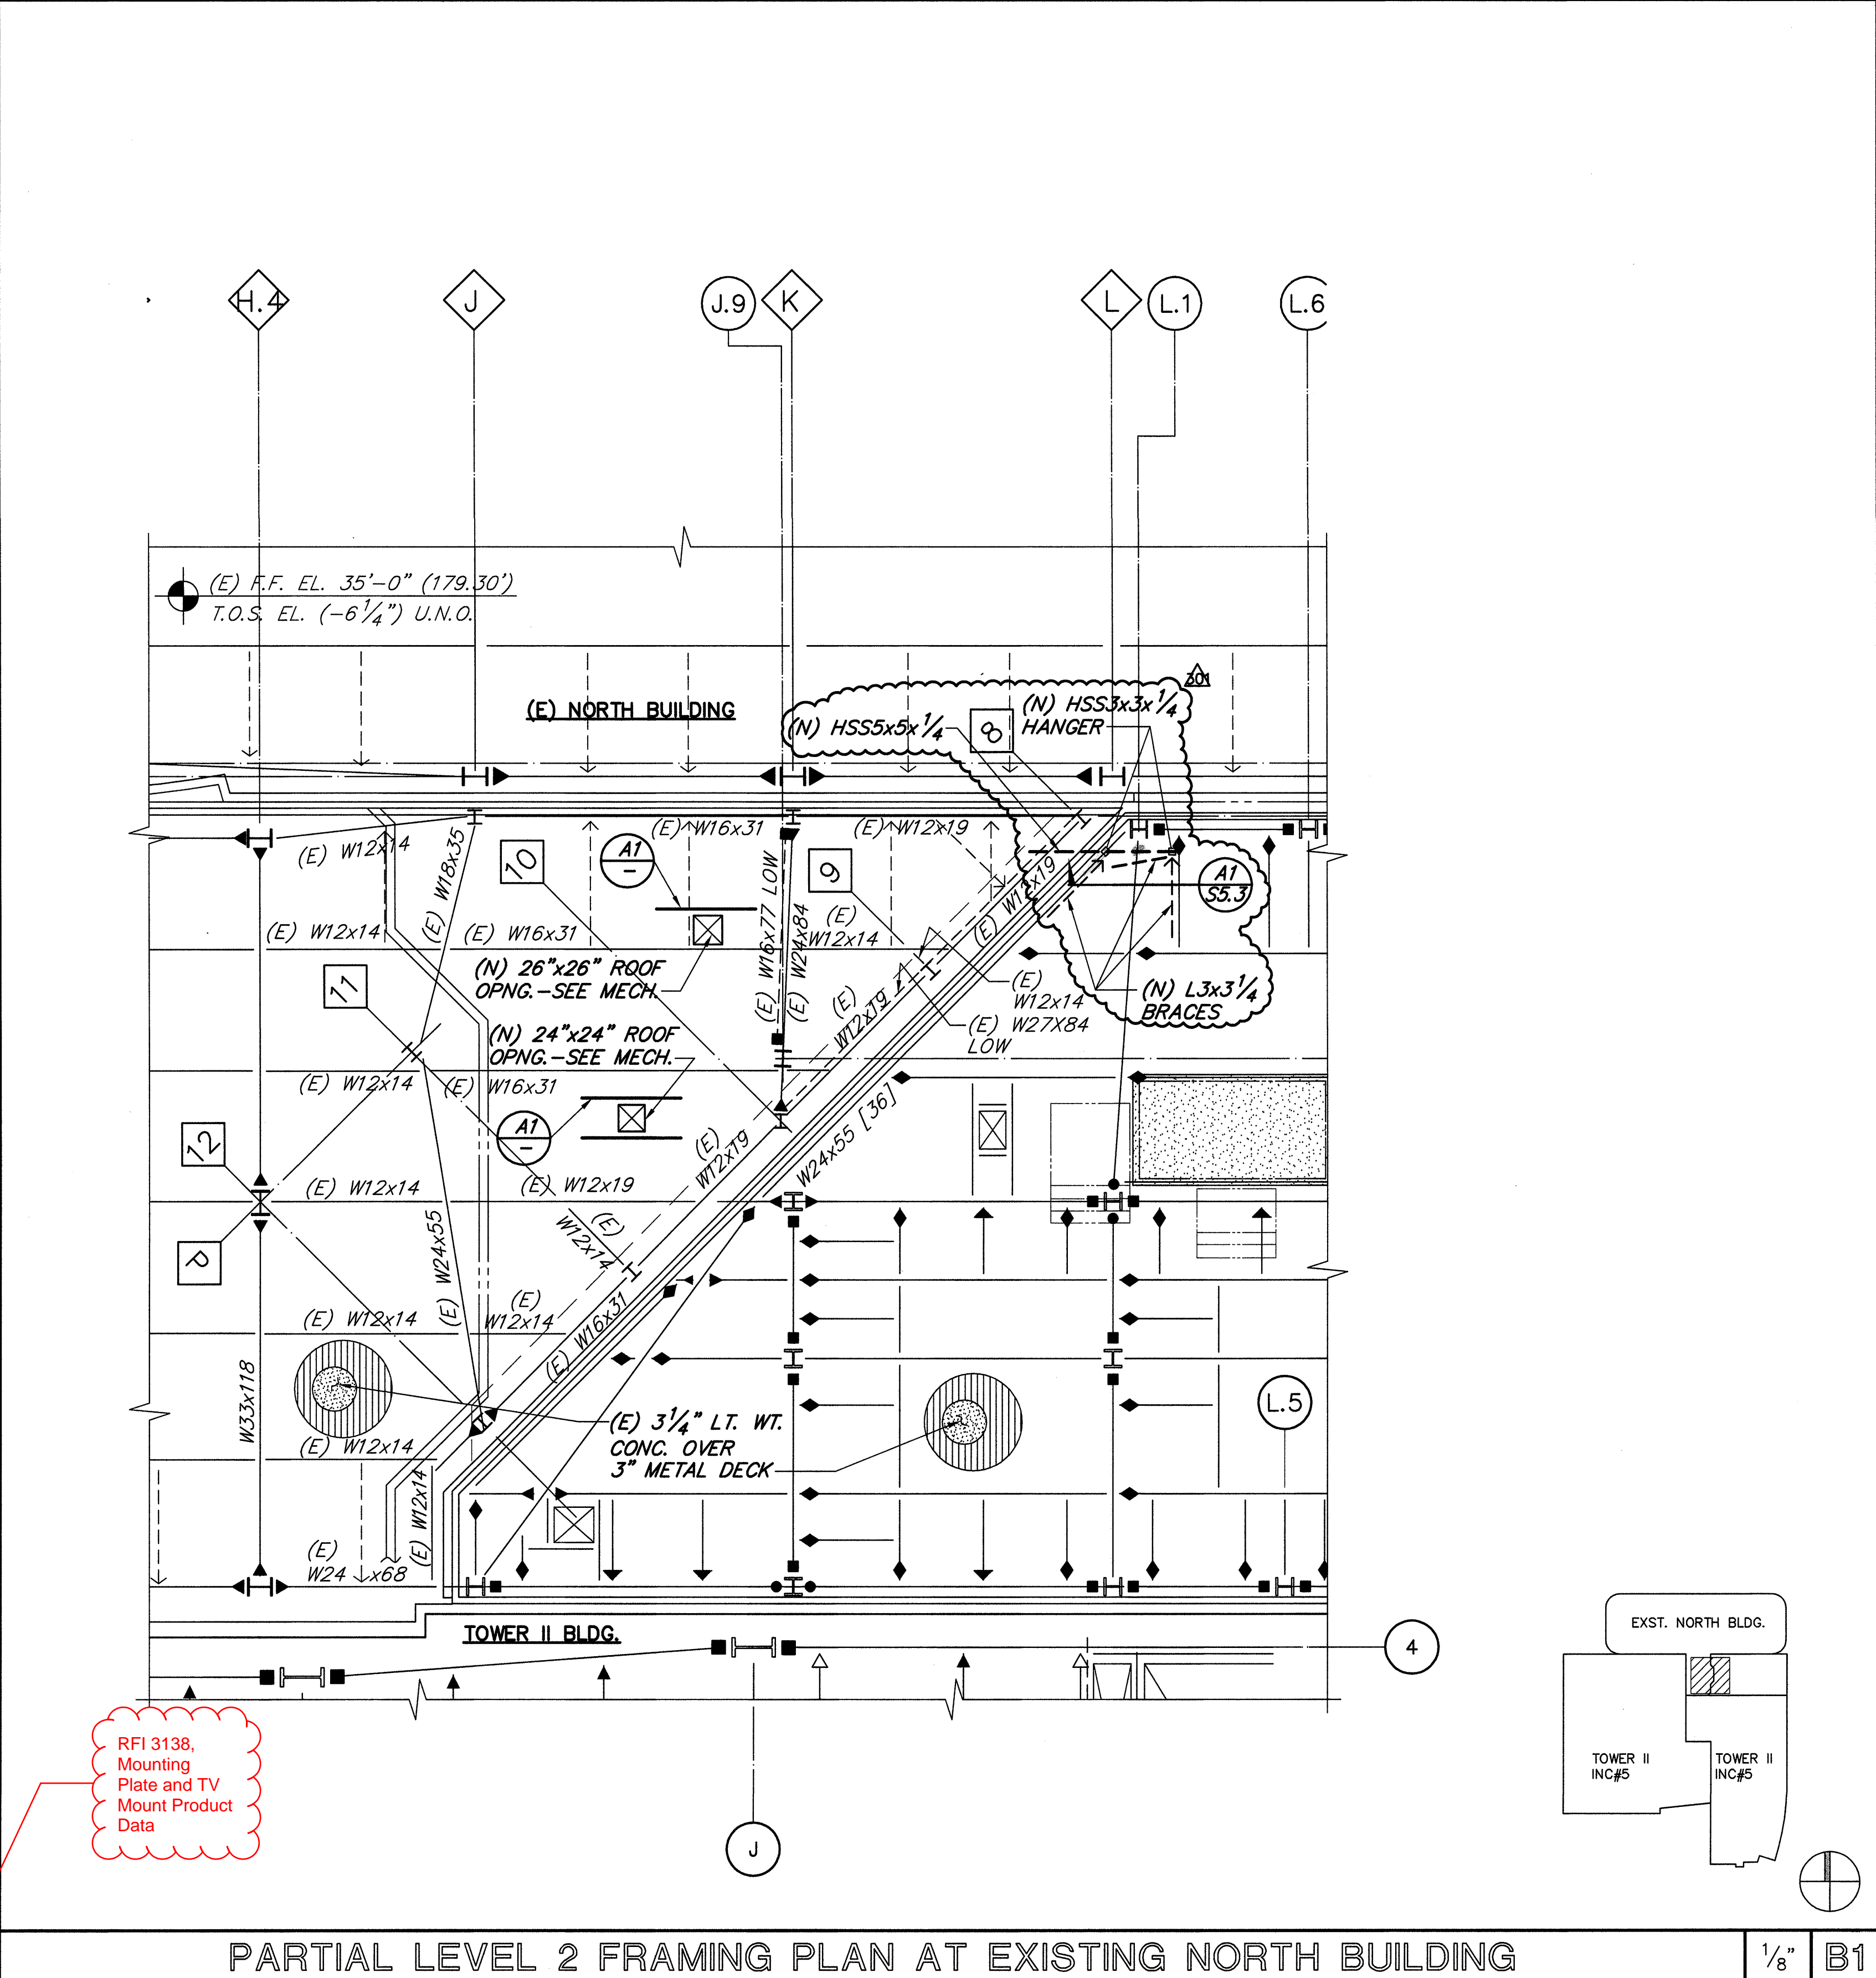 H.4
J
J.9
K
L
L.1
L.6
(E) F.F. EL. 35'-0" (179.30')
T.O.S. EL. (-6 1/4") U.N.O.
301
(E) NORTH BUILDING
(N) HSS5x5x1/4
8
(N) HSS3x3x1/4
HANGER
(E) W12x14
(E) W18x35
10
A1
–
(E) W16x31
(E) W16x77 LOW
(E) W24x84
9
(E) W12x19
(E) W12x19
A1
S5.3
(E) W12x14
(E) W16x31
(E)
W12x14
(N) 26"x26" ROOF
OPNG.-SEE MECH.
11
(E)
W12x19
(E)
W12x14
(E) W27X84
LOW
(N) L3x3 1/4
BRACES
(N) 24"x24" ROOF
OPNG.-SEE MECH.
(E) W12x14
(E) W16x31
A1
–
W24x55 [36]
12
(E)
W12x19
(E) W12x14
(E) W12x19
P
(E) W24x55
(E)
W12x14
(E) W12x14
(E)
W12x14
(E) W16x31
W33x118
L.5
(E) 3 1/4" LT. WT.
CONC. OVER
3" METAL DECK
(E) W12x14
(E) W12x14
(E)
W24x68
TOWER II BLDG.
4
EXST. NORTH BLDG.
RFI 3138,
Mounting
Plate and TV
Mount Product
Data
TOWER II
INC#5
TOWER II
INC#5
J
PARTIAL LEVEL 2 FRAMING PLAN AT EXISTING NORTH BUILDING
1/8"
B1